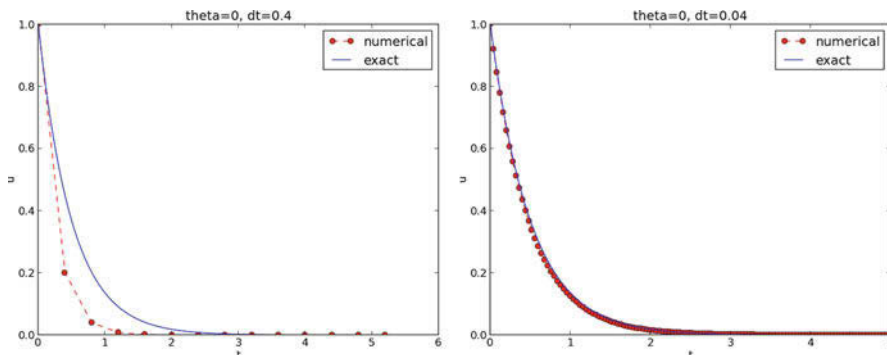 theta=0, dt=0.4
numerical
exact
1.0
0.8
0.6
0.4
0.2
0.0
u
0 1 2 3 4 5 6
t
theta=0, dt=0.04
numerical
exact
1.0
0.8
0.6
0.4
0.2
0.0
u
0 1 2 3 4
t